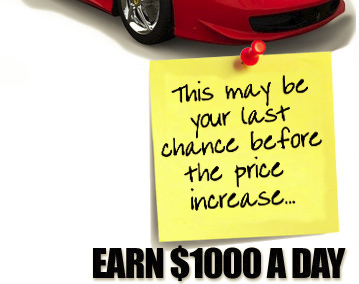 This may be
your last
chance before
the price
increase...
EARN $1000 A DAY